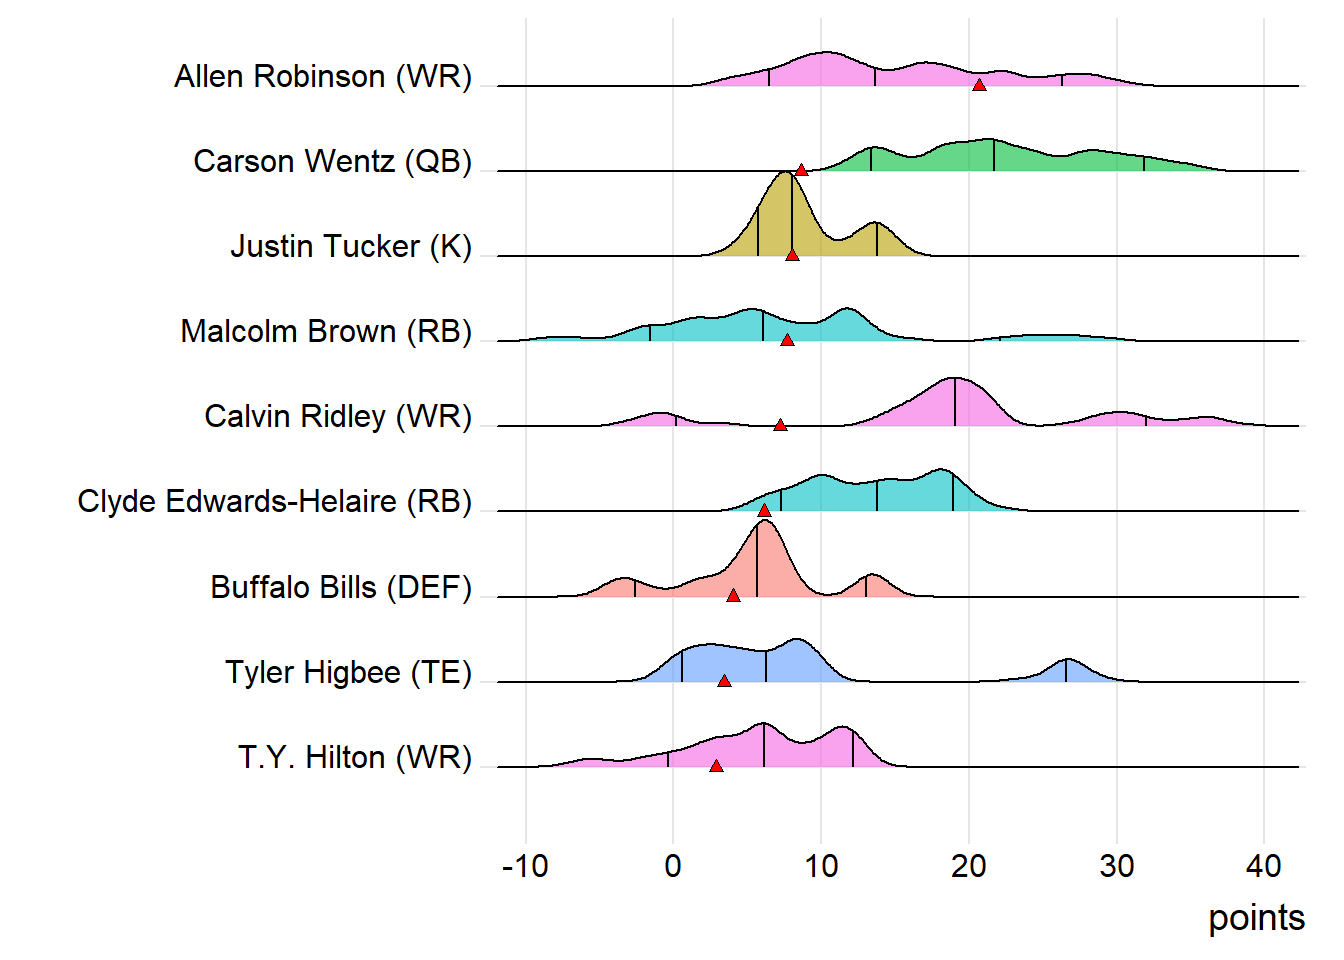 Allen Robinson (WR)
Carson Wentz (QB)
Justin Tucker (K)
Malcolm Brown (RB)
Calvin Ridley (WR)
Clyde Edwards-Helaire (RB)
Buffalo Bills (DEF)
Tyler Higbee (TE)
T.Y. Hilton (WR)
-10 0 10 20 30 40
points